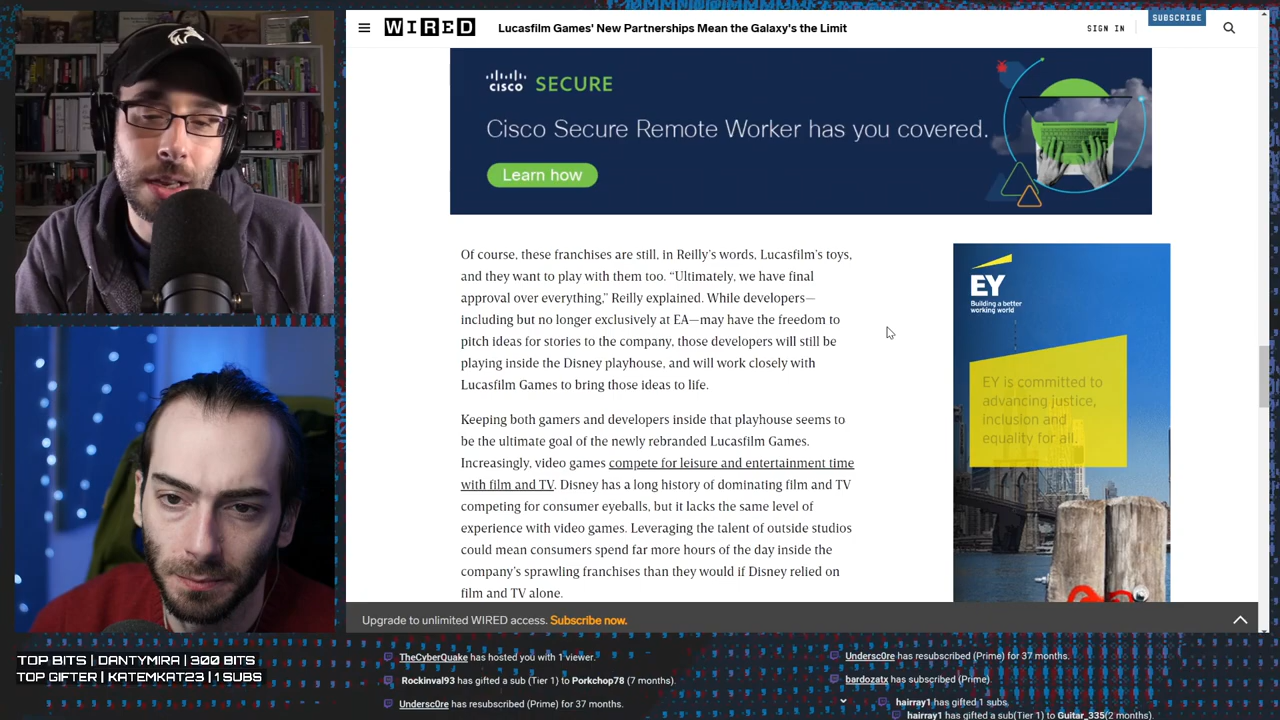 WIRED
Lucasfilm Games' New Partnerships Mean the Galaxy's the Limit
SIGN IN
SUBSCRIBE
CISCO SECURE
Cisco Secure Remote Worker has you covered.
Learn how
Of course, these franchises are still, in Reilly’s words, Lucasfilm’s toys,
and they want to play with them too. “Ultimately, we have final
approval over everything,” Reilly explained. While developers—
including but no longer exclusively at EA—may have the freedom to
pitch ideas for stories to the company, those developers will still be
playing inside the Disney playhouse, and will work closely with
Lucasfilm Games to bring those ideas to life.
Keeping both gamers and developers inside that playhouse seems to
be the ultimate goal of the newly rebranded Lucasfilm Games.
Increasingly, video games compete for leisure and entertainment time
with film and TV. Disney has a long history of dominating film and TV
competing for consumer eyeballs, but it lacks the same level of
experience with video games. Leveraging the talent of outside studios
could mean consumers spend far more hours of the day inside the
company’s sprawling franchises than they would if Disney relied on
film and TV alone.
EY
Building a better
working world
EY is committed to
advancing justice,
inclusion and
equality for all.
Upgrade to unlimited WIRED access. Subscribe now.
TOP BITS | DANTYMIRA | 300 BITS
TOP GIFTER | KATEMKAT23 | 1 SUBS
TheCyberQuake has hosted you with 1 viewer.
Rockinval93 has gifted a sub (Tier 1) to Porkchop78 (7 months).
Undersc0re has resubscribed (Prime) for 37 months.
Undersc0re has resubscribed (Prime) for 37 months.
bardozatx has subscribed (Prime).
hairray1 has gifted 1 subs.
hairray1 has gifted a sub(Tier 1) to Guitar_335(2 months).